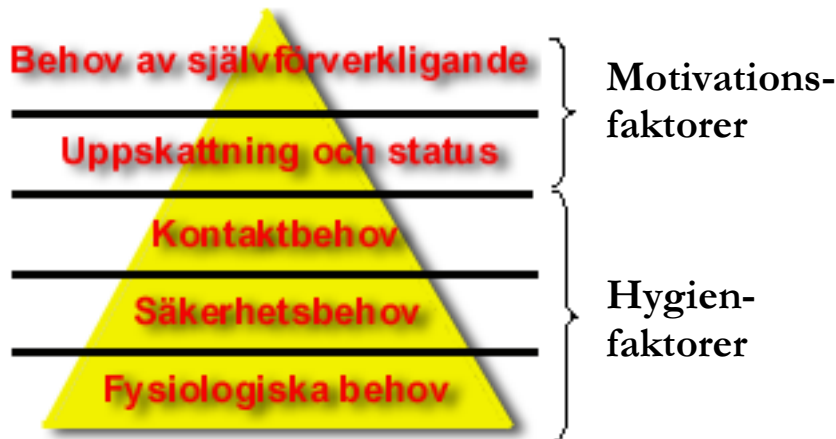 Behov av självförverkligande
Uppskattning och status
Kontaktbehov
Säkerhetsbehov
Fysiologiska behov
Motivations-
faktorer
Hygien-
faktorer